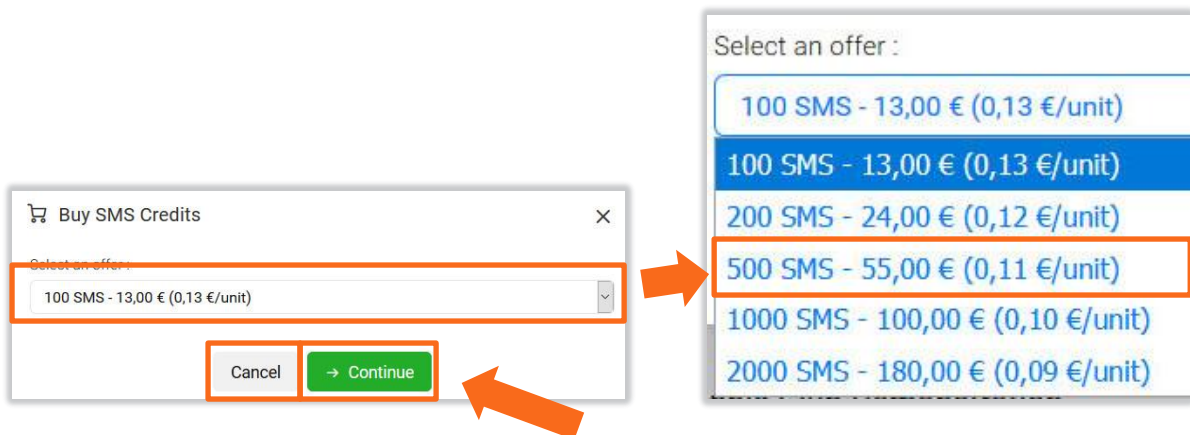 Buy SMS Credits
Select an offer :
100 SMS - 13,00 € (0,13 €/unit)
Cancel
→ Continue
Select an offer :
100 SMS - 13,00 € (0,13 €/unit)
100 SMS - 13,00 € (0,13 €/unit)
200 SMS - 24,00 € (0,12 €/unit)
500 SMS - 55,00 € (0,11 €/unit)
1000 SMS - 100,00 € (0,10 €/unit)
2000 SMS - 180,00 € (0,09 €/unit)